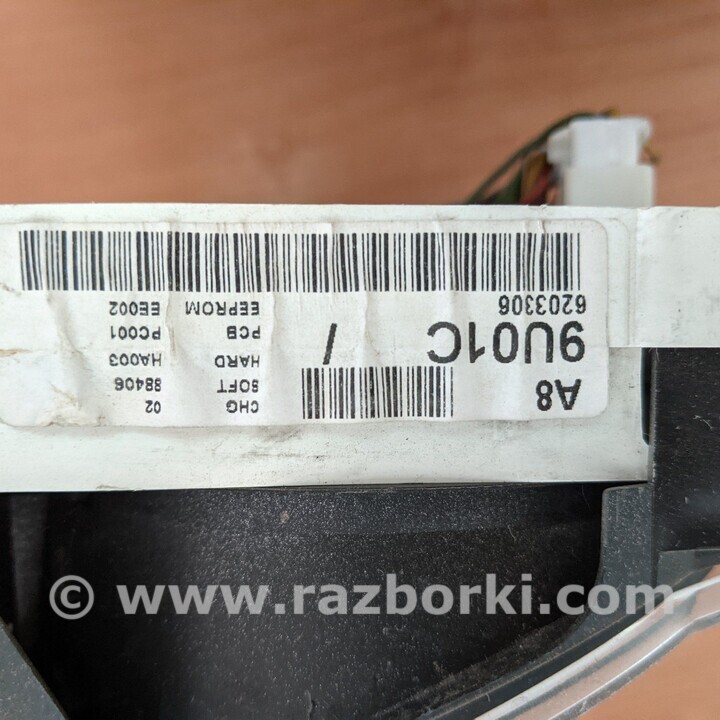 A8
9U01C /
6203306
CHG 02
SOFT 88406
HARD HA003
PCB PC001
EEPROM EE002
© www.razborki.com